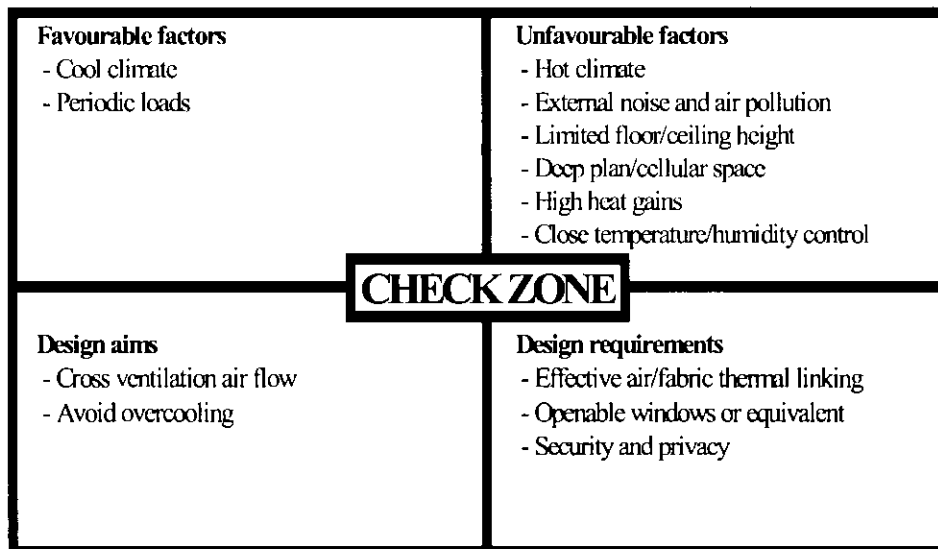 Favourable factors
- Cool climate
- Periodic loads
Unfavourable factors
- Hot climate
- External noise and air pollution
- Limited floor/ceiling height
- Deep plan/cellular space
- High heat gains
- Close temperature/humidity control
CHECK ZONE
Design aims
- Cross ventilation air flow
- Avoid overcooling
Design requirements
- Effective air/fabric thermal linking
- Openable windows or equivalent
- Security and privacy